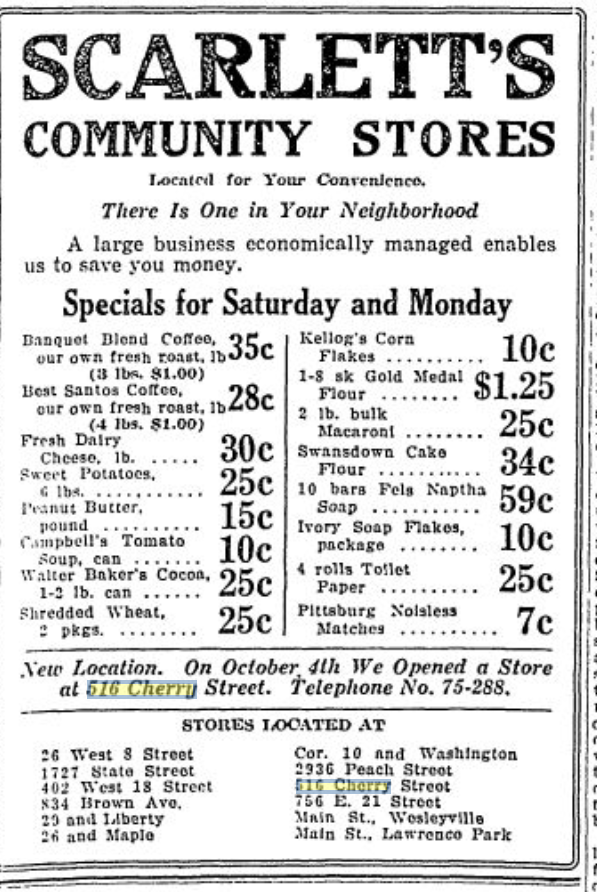 SCARLETT'S
COMMUNITY STORES
Located for Your Convenience.
There Is One in Your Neighborhood
A large business economically managed enables
us to save you money.
Specials for Saturday and Monday
Banquet Blend Coffee,
our own fresh roast, lb 35c
(3 lbs. $1.00)
Best Santos Coffee,
our own fresh roast, lb 28c
(4 lbs. $1.00)
Fresh Dairy
Cheese, lb. ..... 30c
Sweet Potatoes,
6 lbs. ........... 25c
Peanut Butter,
pound .......... 15c
Campbell's Tomato
Soup, can ....... 10c
Walter Baker's Cocoa,
1-2 lb. can ...... 25c
Shredded Wheat,
2 pkgs. ........ 25c
Kellog's Corn
Flakes .......... 10c
1-8 sk Gold Medal
Flour ........ $1.25
2 lb. bulk
Macaroni ........ 25c
Swansdown Cake
Flour ........... 34c
10 bars Fels Naptha
Soap ........... 59c
Ivory Soap Flakes,
package ........ 10c
4 rolls Toilet
Paper .......... 25c
Pittsburg Noisless
Matches .......... 7c
New Location. On October 4th We Opened a Store
at 516 Cherry Street. Telephone No. 75-288.
STORES LOCATED AT
26 West 8 Street
1727 State Street
402 West 18 Street
834 Brown Ave.
29 and Liberty
26 and Maple
Cor. 10 and Washington
2936 Peach Street
516 Cherry Street
756 E. 21 Street
Main St., Wesleyville
Main St., Lawrence Park